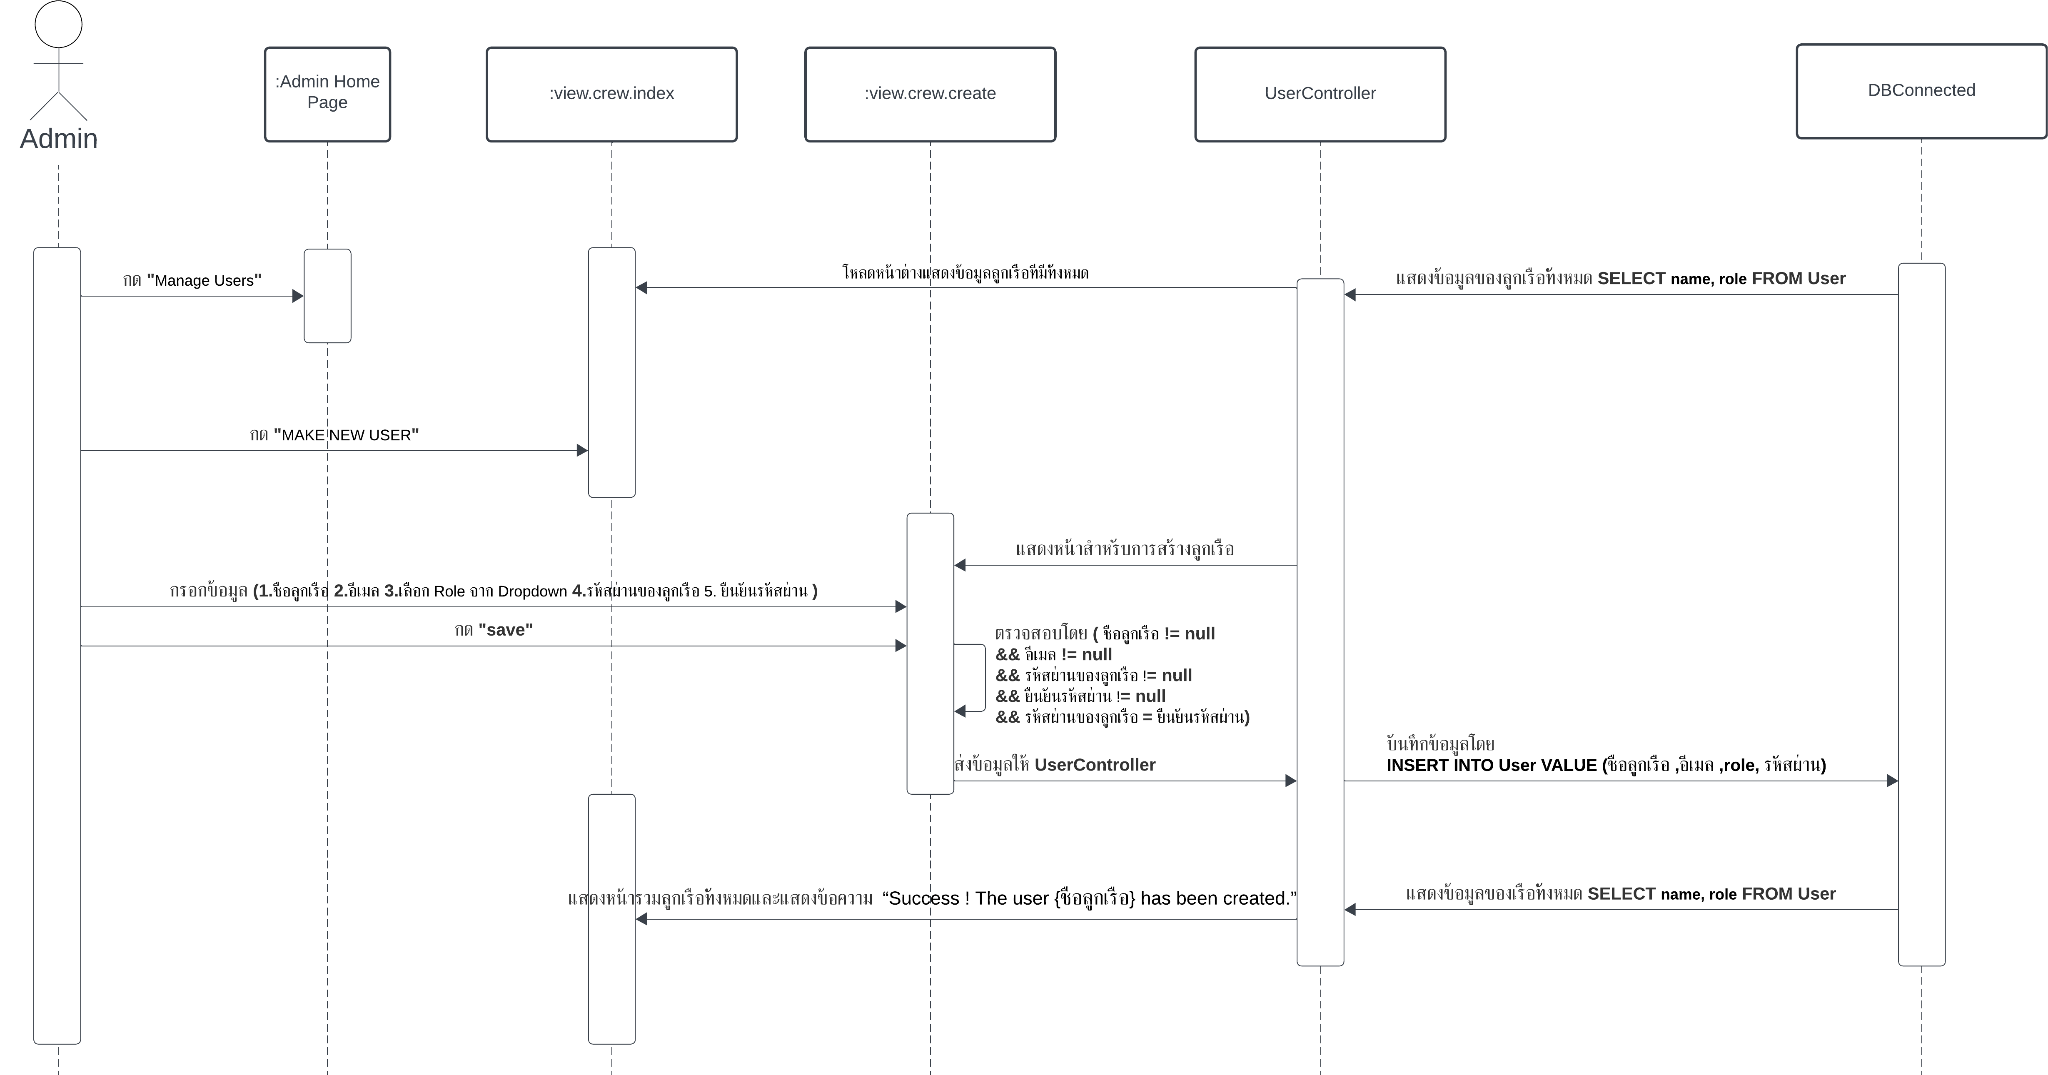 :Admin Home
Page
:view.crew.index
:view.crew.create
UserController
DBConnected
Admin
กด "Manage Users"
โหลดหน้าต่างแสดงข้อมูลลูกเรือที่มีทั้งหมด
แสดงข้อมูลของลูกเรือทั้งหมด SELECT name, role FROM User
กด "MAKE NEW USER"
แสดงหน้าสำหรับการสร้างลูกเรือ
กรอกข้อมูล (1.ชื่อลูกเรือ 2.อีเมล 3.เลือก Role จาก Dropdown 4.รหัสผ่านของลูกเรือ 5. ยืนยันรหัสผ่าน )
กด "save"
ตรวจสอบโดย ( ชื่อลูกเรือ != null
&& อีเมล != null
&& รหัสผ่านของลูกเรือ != null
&& ยืนยันรหัสผ่าน != null
&& รหัสผ่านของลูกเรือ = ยืนยันรหัสผ่าน)
ส่งข้อมูลให้ UserController
บันทึกข้อมูลโดย
INSERT INTO User VALUE (ชื่อลูกเรือ ,อีเมล ,role, รหัสผ่าน)
แสดงหน้ารวมลูกเรือทั้งหมดและแสดงข้อความ “Success ! The user {ชื่อลูกเรือ} has been created.”
แสดงข้อมูลของเรือทั้งหมด SELECT name, role FROM User